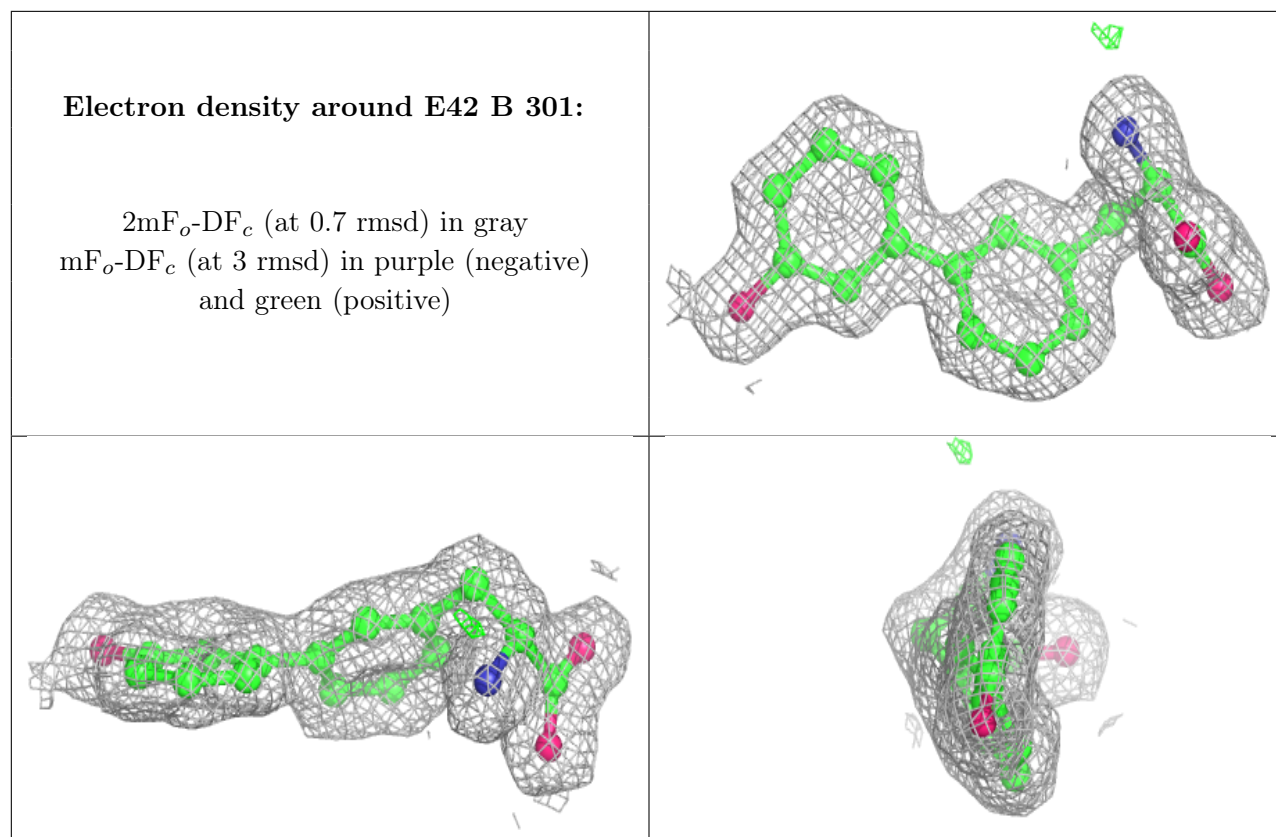 Electron density around E42 B 301:
2mFo-DFc (at 0.7 rmsd) in gray
mFo-DFc (at 3 rmsd) in purple (negative)
and green (positive)